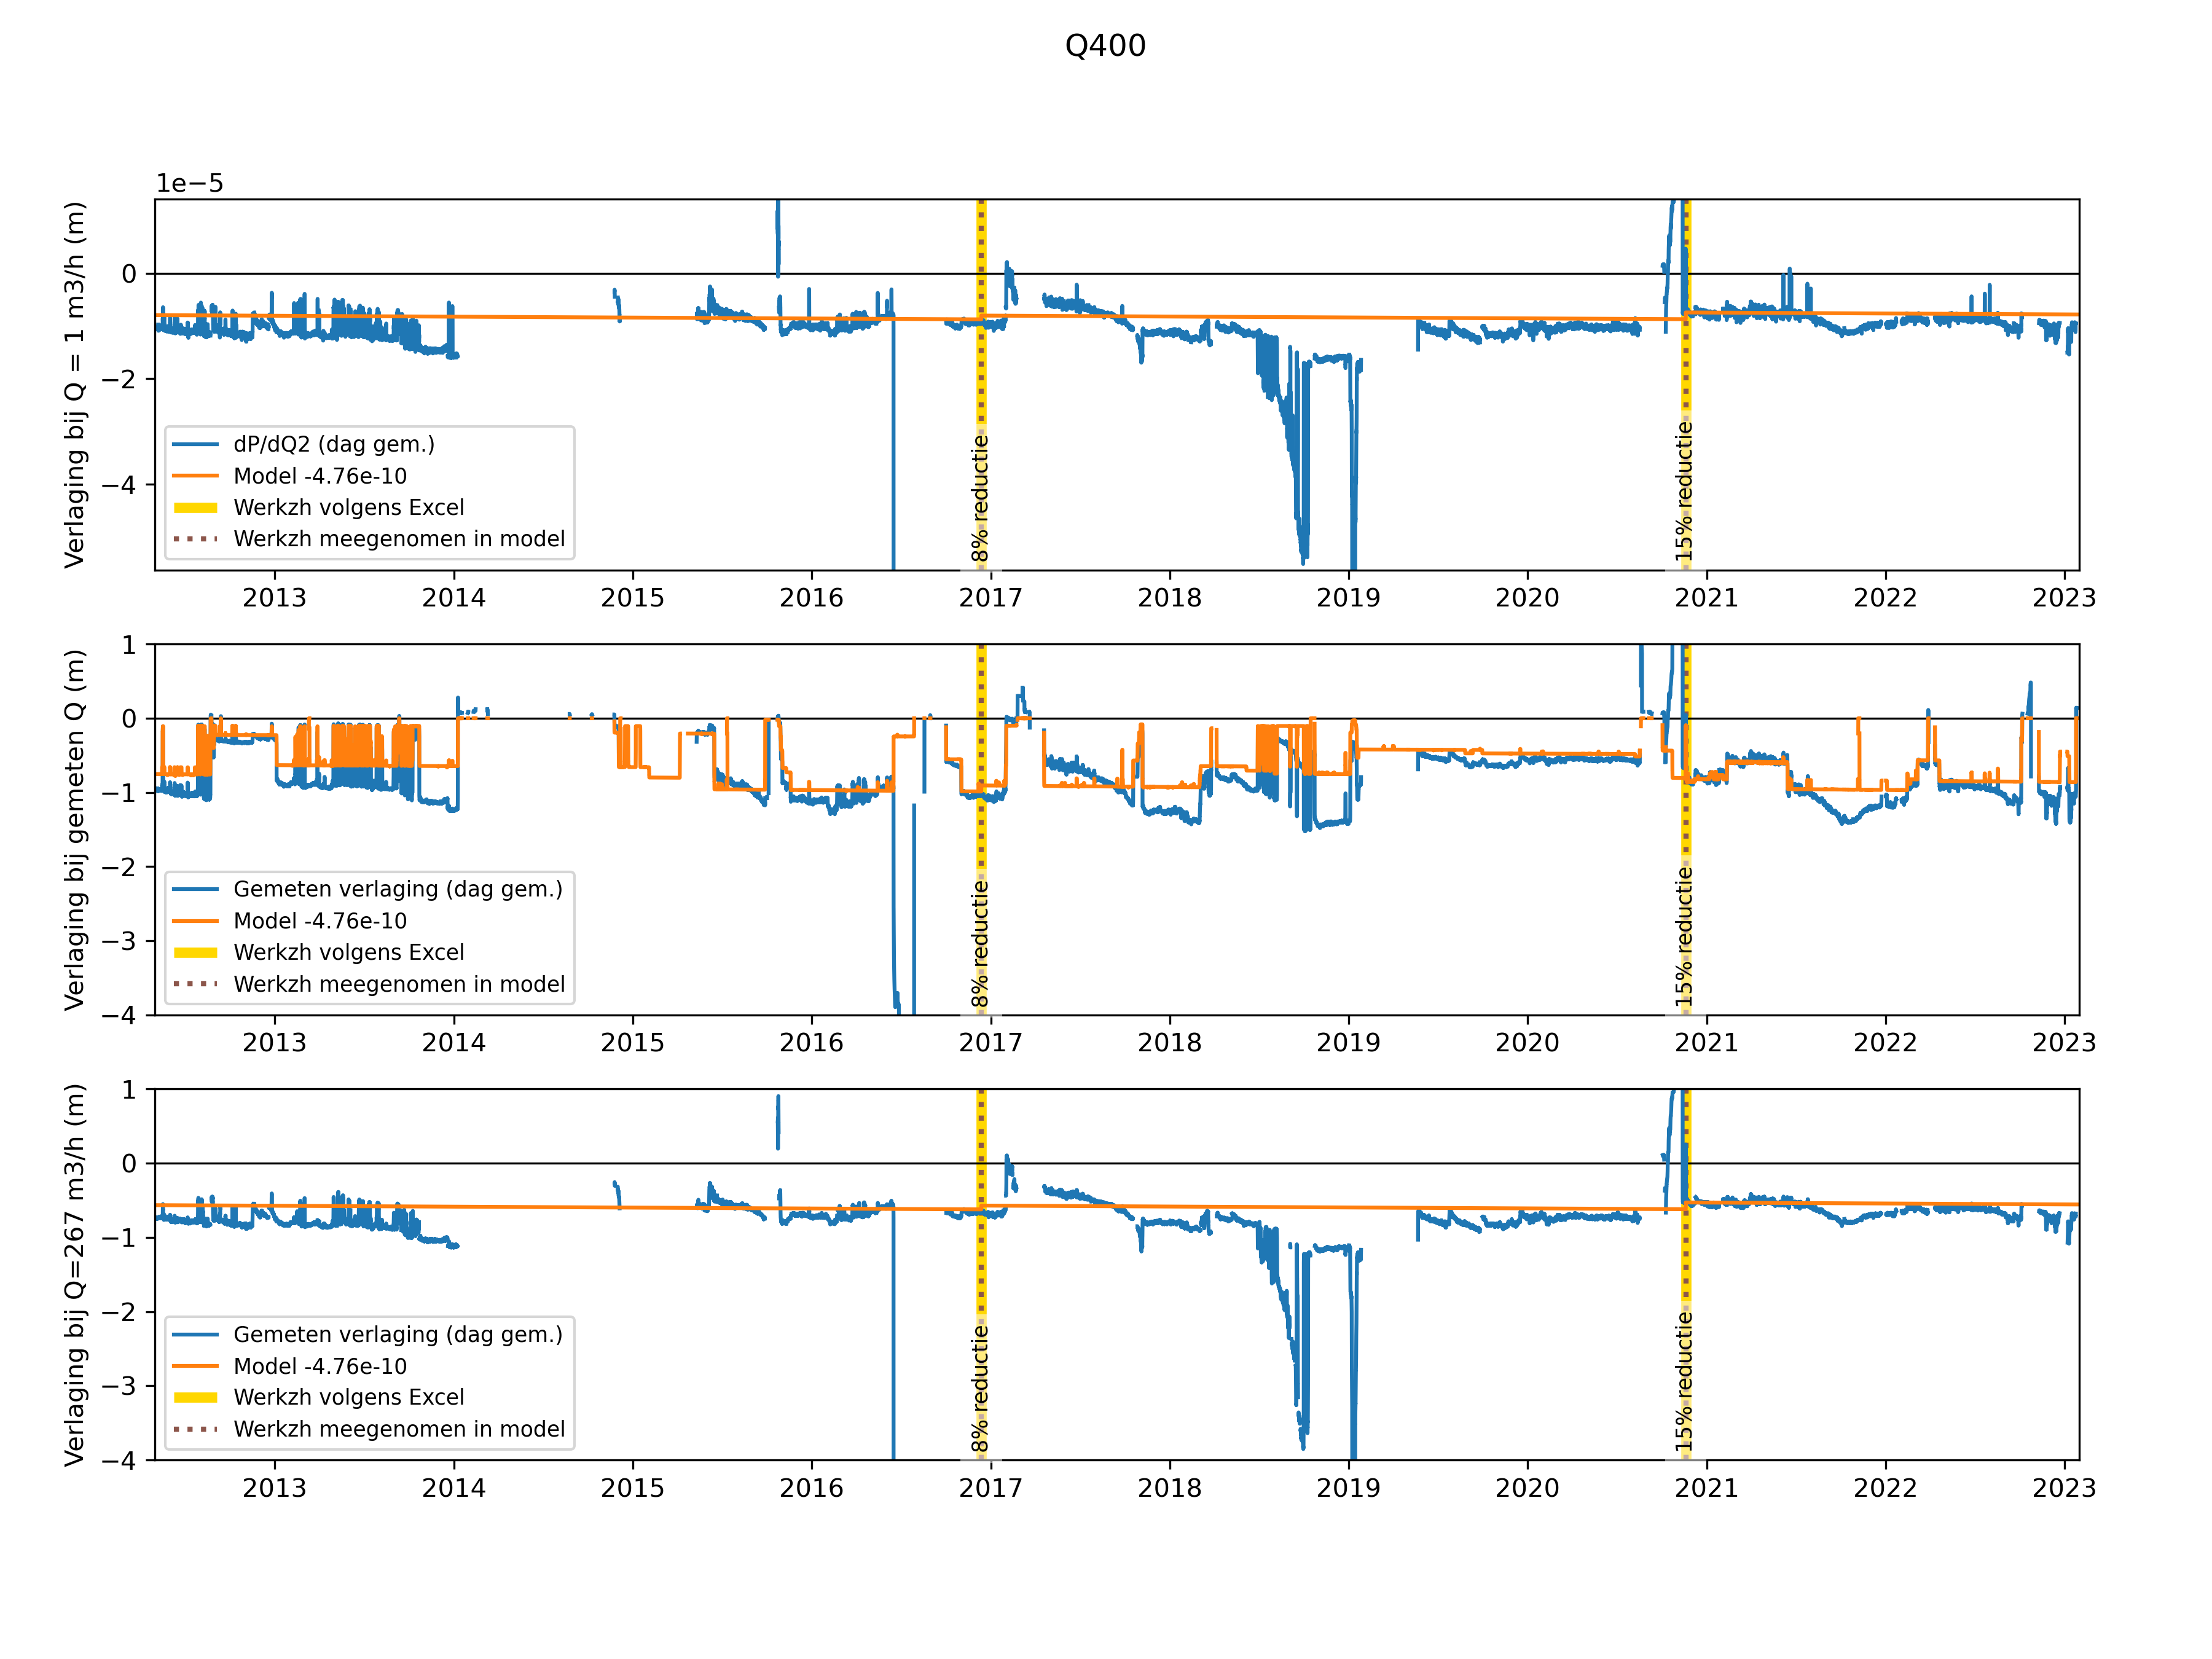 Q400
1e−5
Verlaging bij Q = 1 m3/h (m)
0
−2
−4
dP/dQ2 (dag gem.)
Model -4.76e-10
Werkzh volgens Excel
Werkzh meegenomen in model
8% reductie
15% reductie
2013 2014 2015 2016 2017 2018 2019 2020 2021 2022 2023
Verlaging bij gemeten Q (m)
1
0
−1
−2
−3
−4
Gemeten verlaging (dag gem.)
Model -4.76e-10
Werkzh volgens Excel
Werkzh meegenomen in model
8% reductie
15% reductie
2013 2014 2015 2016 2017 2018 2019 2020 2021 2022 2023
Verlaging bij Q=267 m3/h (m)
1
0
−1
−2
−3
−4
Gemeten verlaging (dag gem.)
Model -4.76e-10
Werkzh volgens Excel
Werkzh meegenomen in model
8% reductie
15% reductie
2013 2014 2015 2016 2017 2018 2019 2020 2021 2022 2023